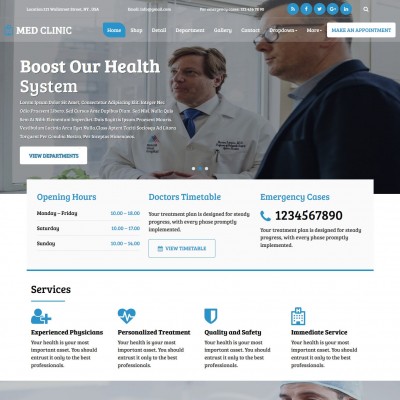 Location: 121 WallStreet Street, NY , USA
Email: info@gmail.com
For emergency cases: 123 456 78 90
MED CLINIC
Home
Shop
Detail
Department
Gallery
Contact
Dropdown
More
MAKE AN APPOINTMENT
Boost Our Health
System
Lorem Ipsum Dolor Sit Amet, Consectetur Adipiscing Elit. Integer Nec
Odio Praesent Libero. Sed Cursus Ante Dapibus Diam. Sed Nisi. Nulla Quis
Sem At Nibh Elementum Imperdiet. Duis Sagittis Ipsum. Praesent Mauris.
Vestibulum Lacinia Arcu Eget Nulla. Class Aptent Taciti Sociosqu Ad Litora
Torquent Per Conubia Nostra, Per Inceptos Himenaeos.
VIEW DEPARTMENTS
Opening Hours
Monday – Friday 10.00 – 18.00
Saturday 10.00 – 17.00
Sunday 10.00 – 14.00
Doctors Timetable
Your treatment plan is designed for steady
progress, with every phase promptly
implemented.
VIEW TIMETABLE
Emergency Cases
1234567890
Your treatment plan is designed for steady
progress, with every phase promptly
implemented.
Services
Experienced Physicians
Your health is your most
important asset. You should
entrust it only to the best
professionals.
Personalized Treatment
Your health is your most
important asset. You should
entrust it only to the best
professionals.
Quality and Safety
Your health is your most
important asset. You should
entrust it only to the best
professionals.
Immediate Service
Your health is your most
important asset. You should
entrust it only to the best
professionals.